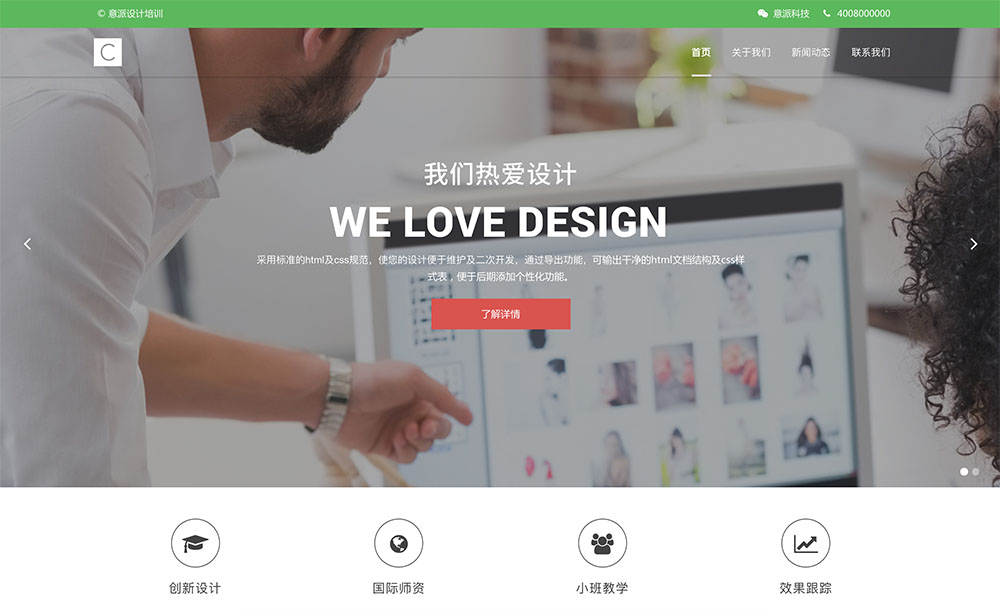 © 意派设计培训
意派科技 4008000000
C
首页 关于我们 新闻动态 联系我们
我们热爱设计
WE LOVE DESIGN
采用标准的html及css规范，使您的设计便于维护及二次开发，通过导出功能，可输出干净的html文档结构及css样
式表，便于后期添加个性化功能。
了解详情
创新设计 国际师资 小班教学 效果跟踪